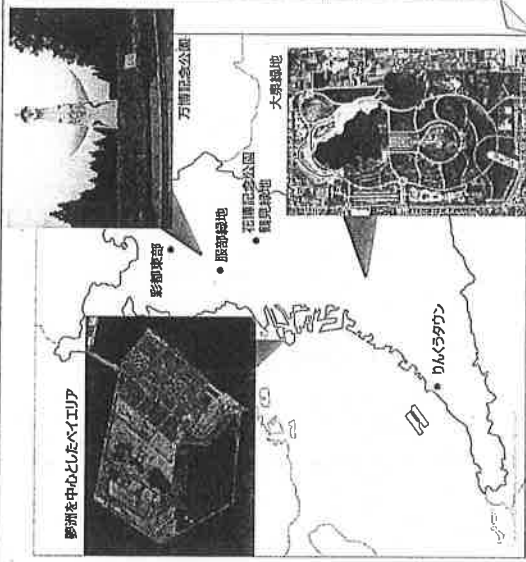 夢洲を中心としたベイエリア
万博記念公園
彩都東部
服部緑地
花博記念公園
鶴見緑地
大泉緑地
りんくうタウン